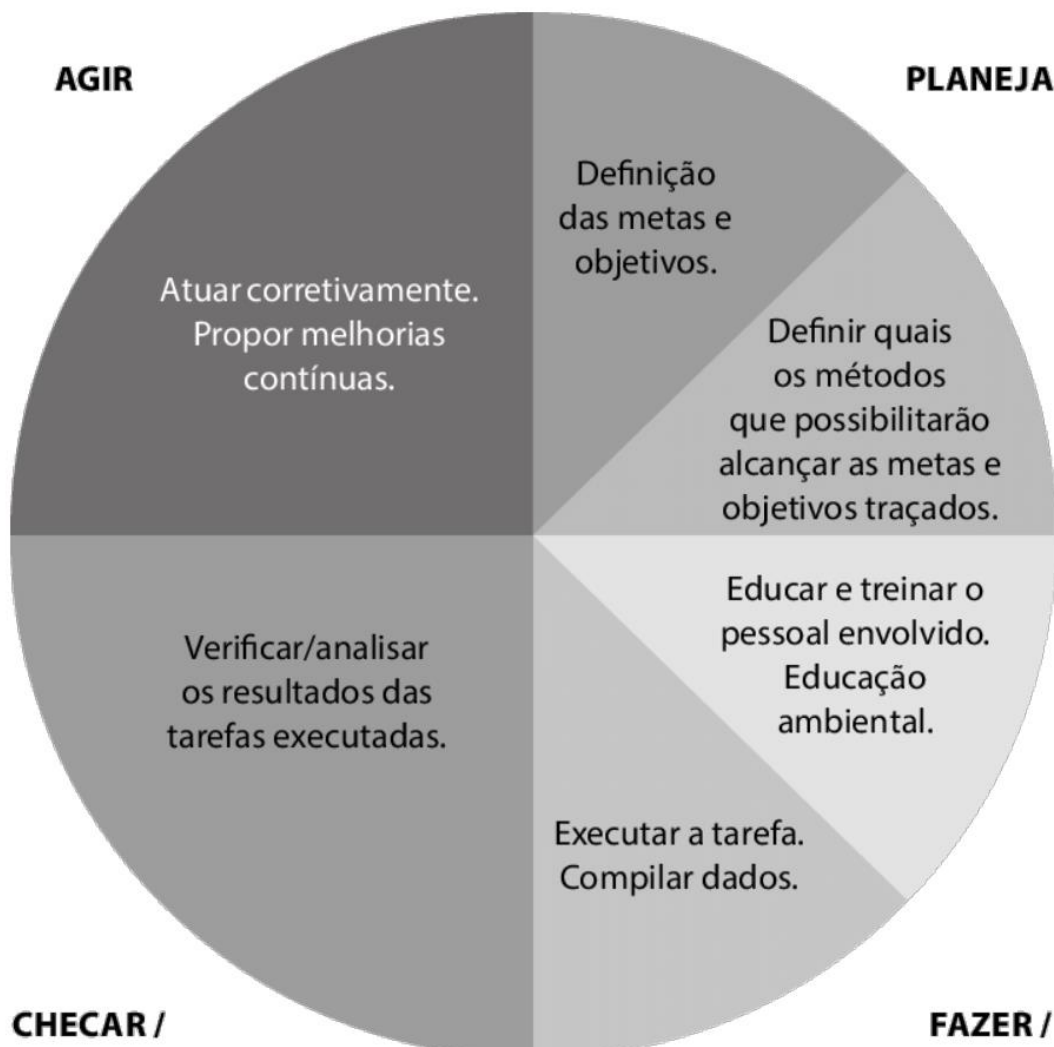 AGIR
PLANEJA
Definição
das metas e
objetivos.
Atuar corretivamente.
Propor melhorias
contínuas.
Definir quais
os métodos
que possibilitarão
alcançar as metas e
objetivos traçados.
Educar e treinar o
pessoal envolvido.
Educação
ambiental.
Verificar/analisar
os resultados das
tarefas executadas.
Executar a tarefa.
Compilar dados.
CHECAR /
FAZER /